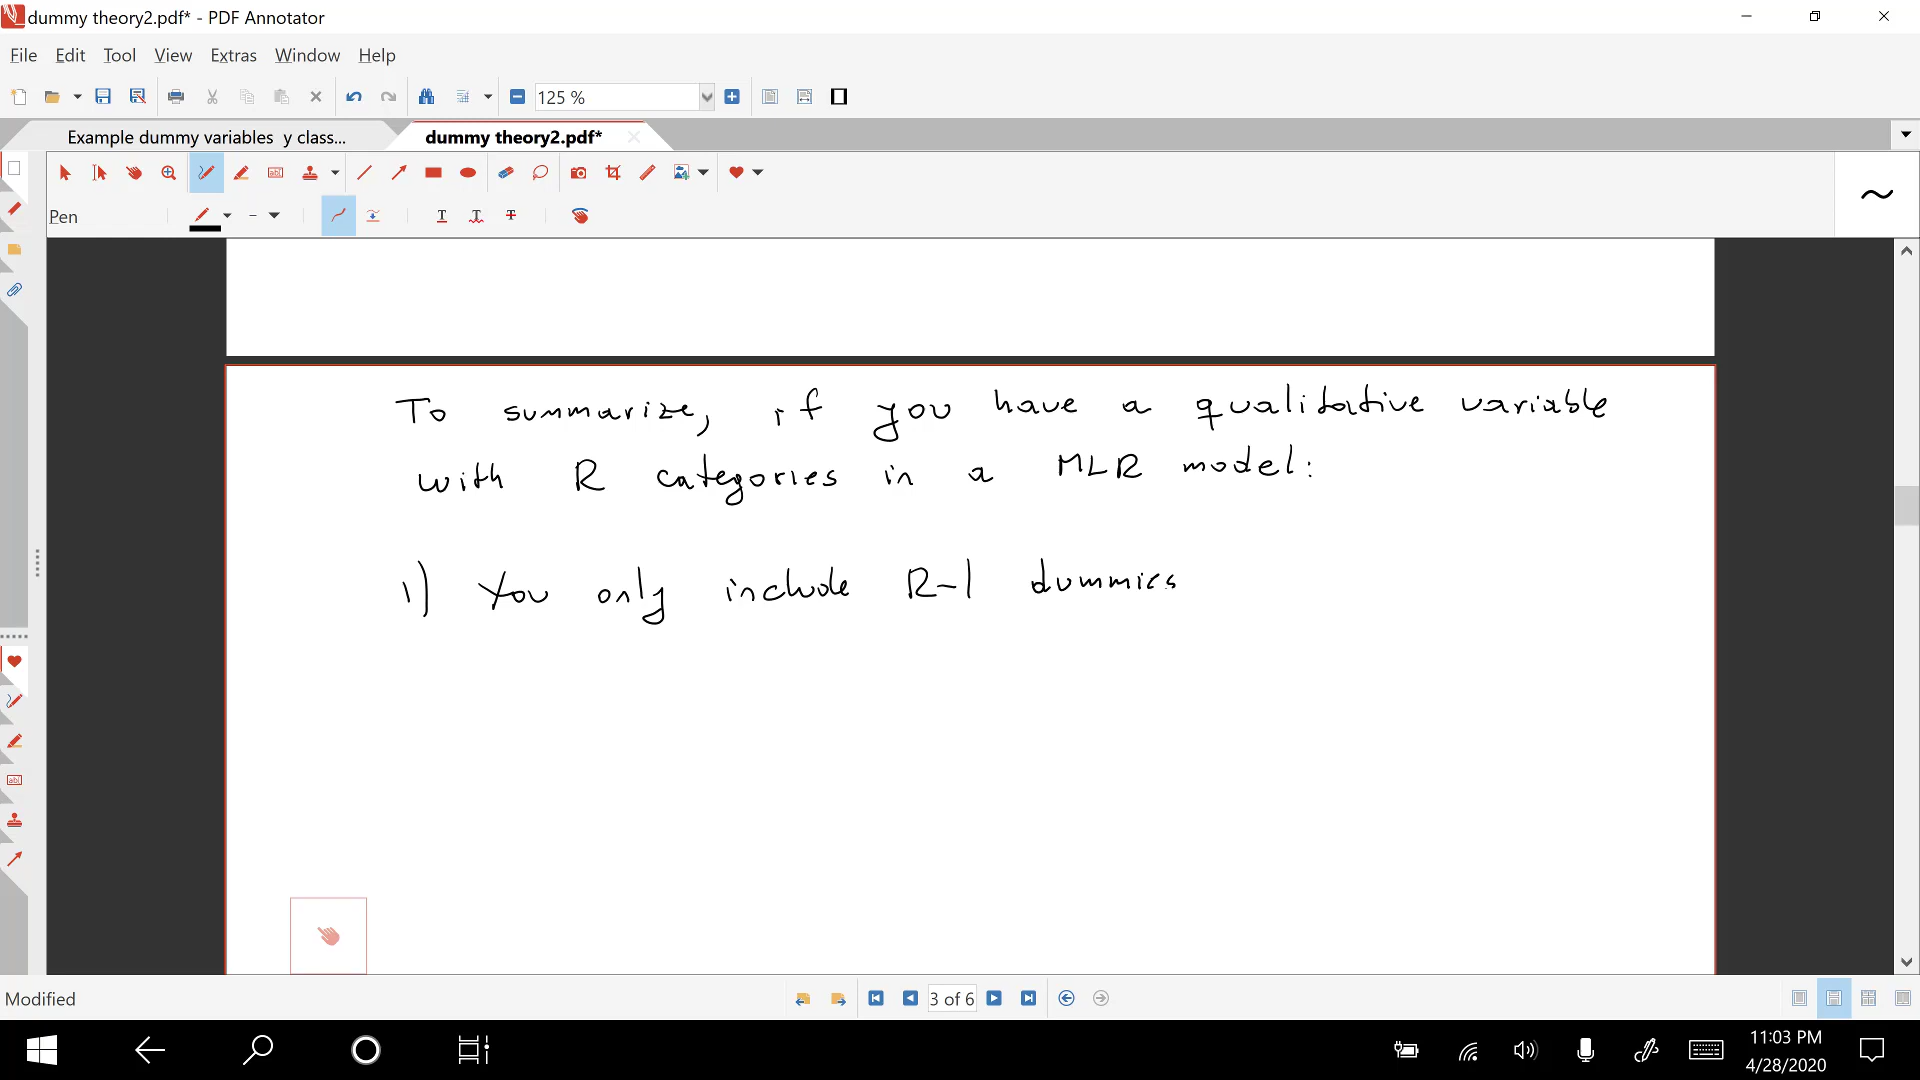 dummy theory2.pdf* - PDF Annotator
File Edit Tool View Extras Window Help
125 %
Example dummy variables y class...
dummy theory2.pdf*
Pen
To summarize, if you have a qualitative variable
with R categories in a MLR model:
1) You only include R-1 dummies
Modified
3 of 6
11:03 PM
4/28/2020